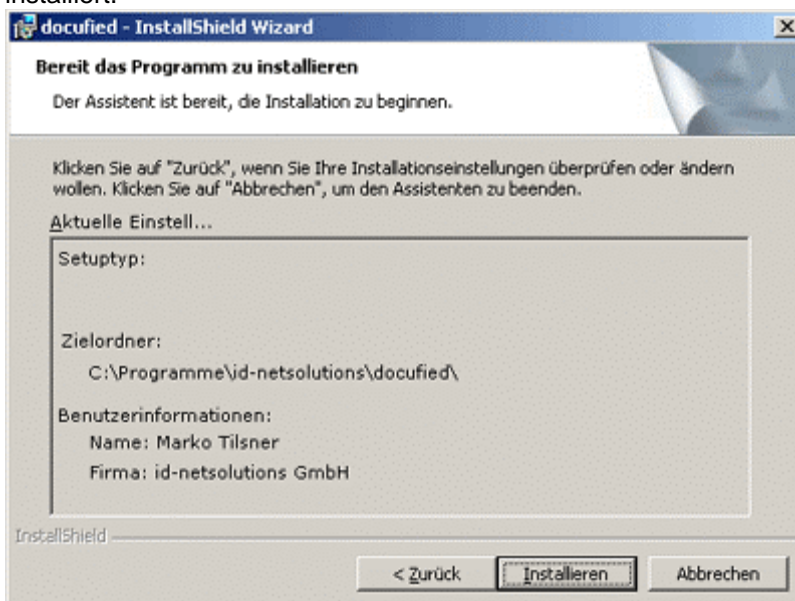 installiert.
docufied - InstallShield Wizard
Bereit das Programm zu installieren
Der Assistent ist bereit, die Installation zu beginnen.
Klicken Sie auf "Zurück", wenn Sie Ihre Installationseinstellungen überprüfen oder ändern
wollen. Klicken Sie auf "Abbrechen", um den Assistenten zu beenden.
Aktuelle Einstell...
Setuptyp:
Zielordner:
C:\Programme\id-netsolutions\docufied\
Benutzerinformationen:
Name: Marko Tilsner
Firma: id-netsolutions GmbH
InstallShield
< Zurück Installieren Abbrechen